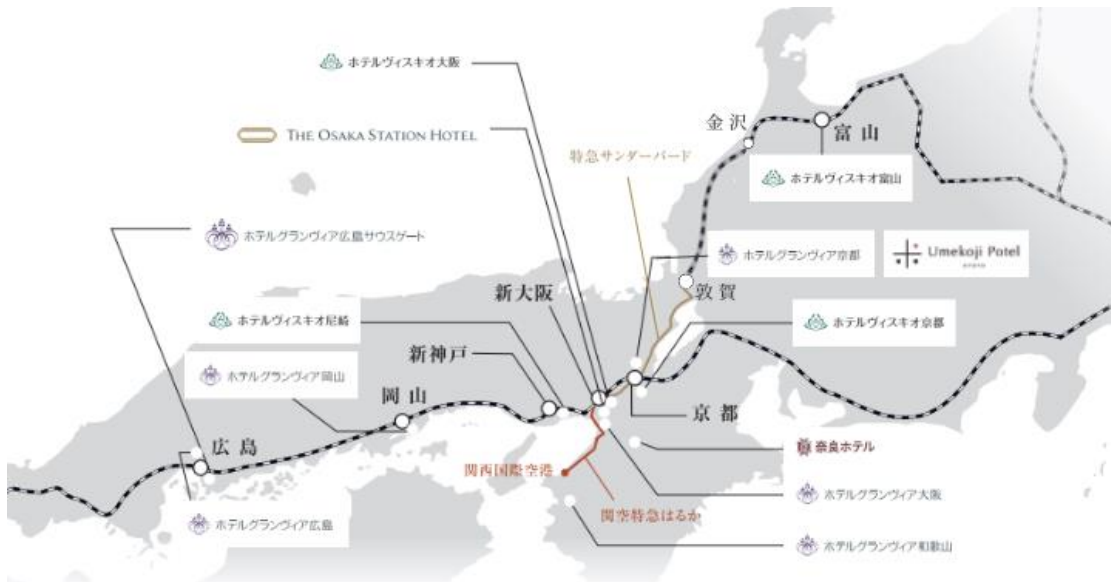 ホテルヴィスキオ大阪
THE OSAKA STATION HOTEL
金沢
富山
特急サンダーバード
ホテルヴィスキオ富山
ホテルグランヴィア広島サウスゲート
ホテルグランヴィア京都
Umekoji Potel
新大阪
敦賀
ホテルヴィスキオ尼崎
ホテルヴィスキオ京都
新神戸
ホテルグランヴィア岡山
岡山
京都
広島
奈良ホテル
関西国際空港
ホテルグランヴィア大阪
関空特急はるか
ホテルグランヴィア広島
ホテルグランヴィア和歌山